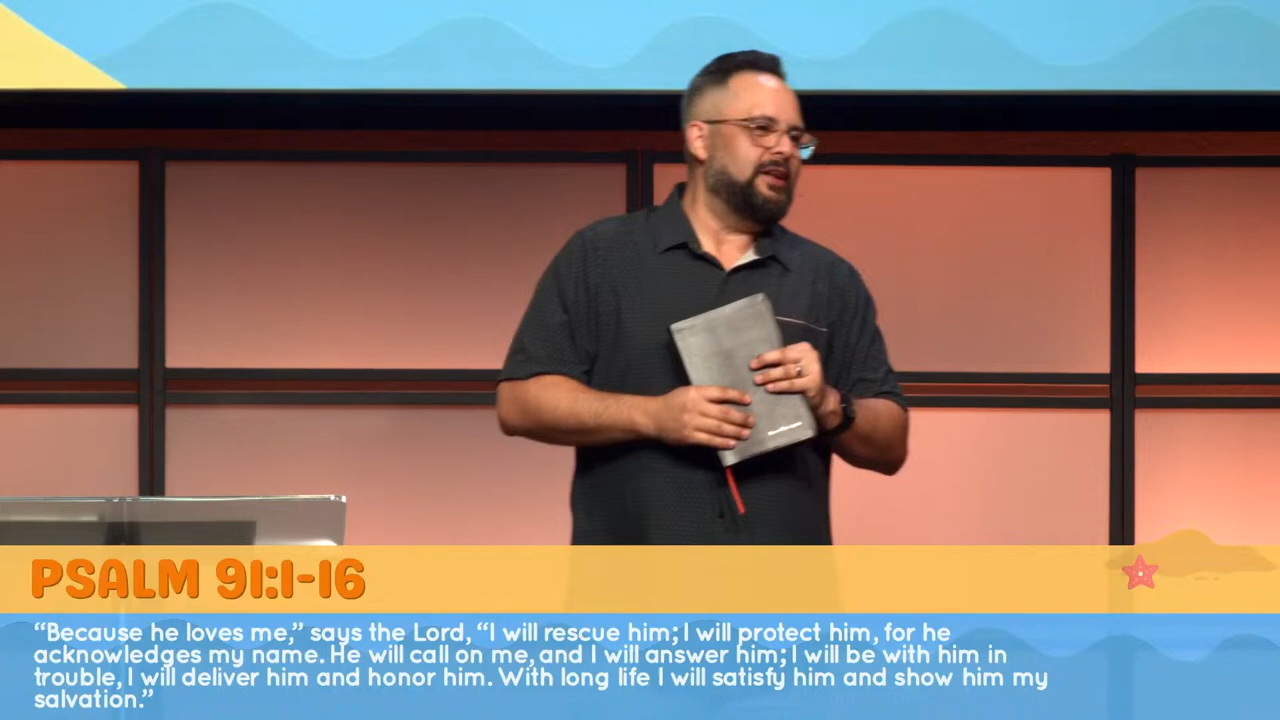 PSALM 91:1-16
“Because he loves me,” says the Lord, “I will rescue him; I will protect him, for he
acknowledges my name. He will call on me, and I will answer him; I will be with him in
trouble, I will deliver him and honor him. With long life I will satisfy him and show him my
salvation.”